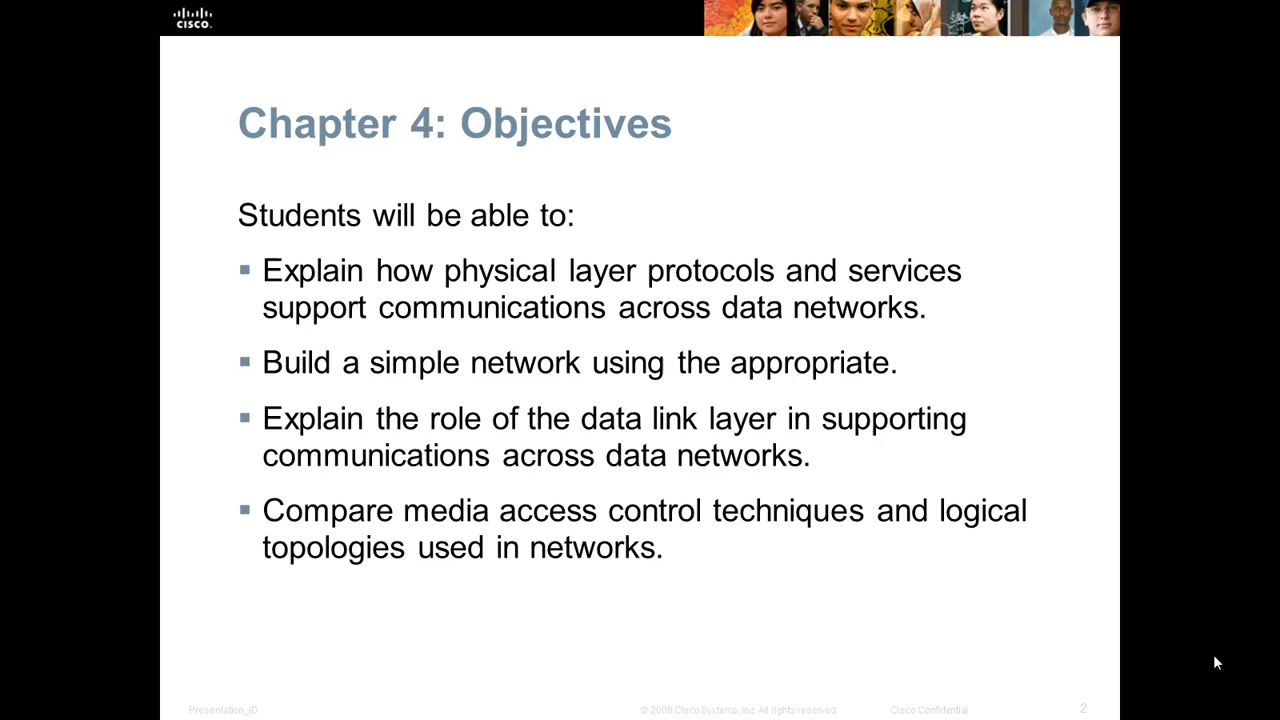 CISCO.
Chapter 4: Objectives
Students will be able to:
▪ Explain how physical layer protocols and services
support communications across data networks.
▪ Build a simple network using the appropriate.
▪ Explain the role of the data link layer in supporting
communications across data networks.
▪ Compare media access control techniques and logical
topologies used in networks.
Presentation_ID © 2008 Cisco Systems, Inc. All rights reserved. Cisco Confidential 2